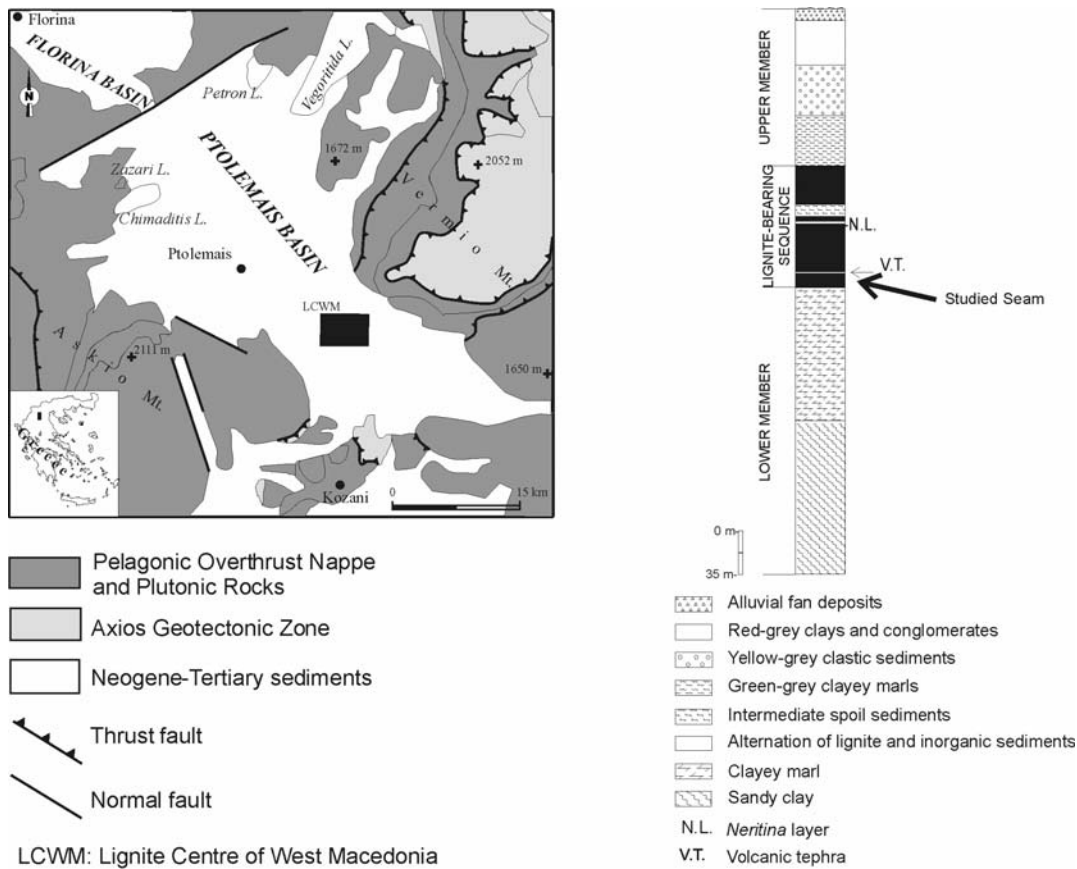 Florina
FLORINA BASIN
N
Petron L.
Vegoritida L.
1672 m
2052 m
PTOLEMAIS BASIN
Vermio Mt.
Zazari L.
Chimaditis L.
Ptolemais
LCWM
Askio Mt.
2111 m
1650 m
Greece
Kozani
0
15 km
Pelagonic Overthrust Nappe
and Plutonic Rocks
Axios Geotectonic Zone
Neogene-Tertiary sediments
Thrust fault
Normal fault
LCWM: Lignite Centre of West Macedonia
UPPER MEMBER
LIGNITE-BEARING
SEQUENCE
LOWER MEMBER
N.L.
V.T.
Studied Seam
0 m
35 m
Alluvial fan deposits
Red-grey clays and conglomerates
Yellow-grey clastic sediments
Green-grey clayey marls
Intermediate spoil sediments
Alternation of lignite and inorganic sediments
Clayey marl
Sandy clay
N.L. Neritina layer
V.T. Volcanic tephra